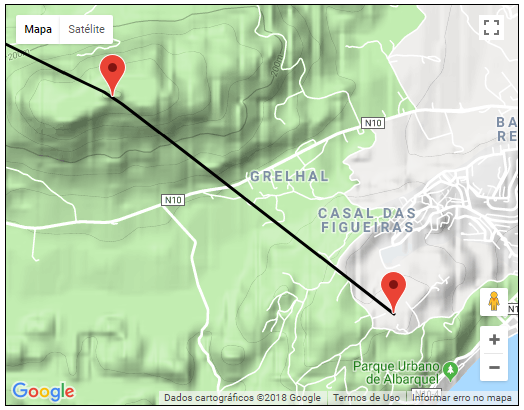 Mapa
Satélite
200
N10
BA
RE
GRELHAL
N10
CASAL DAS
FIGUEIRAS
N10
Parque Urbano
de Albarquel
Google
Dados cartográficos ©2018 Google
Termos de Uso
Informar erro no mapa